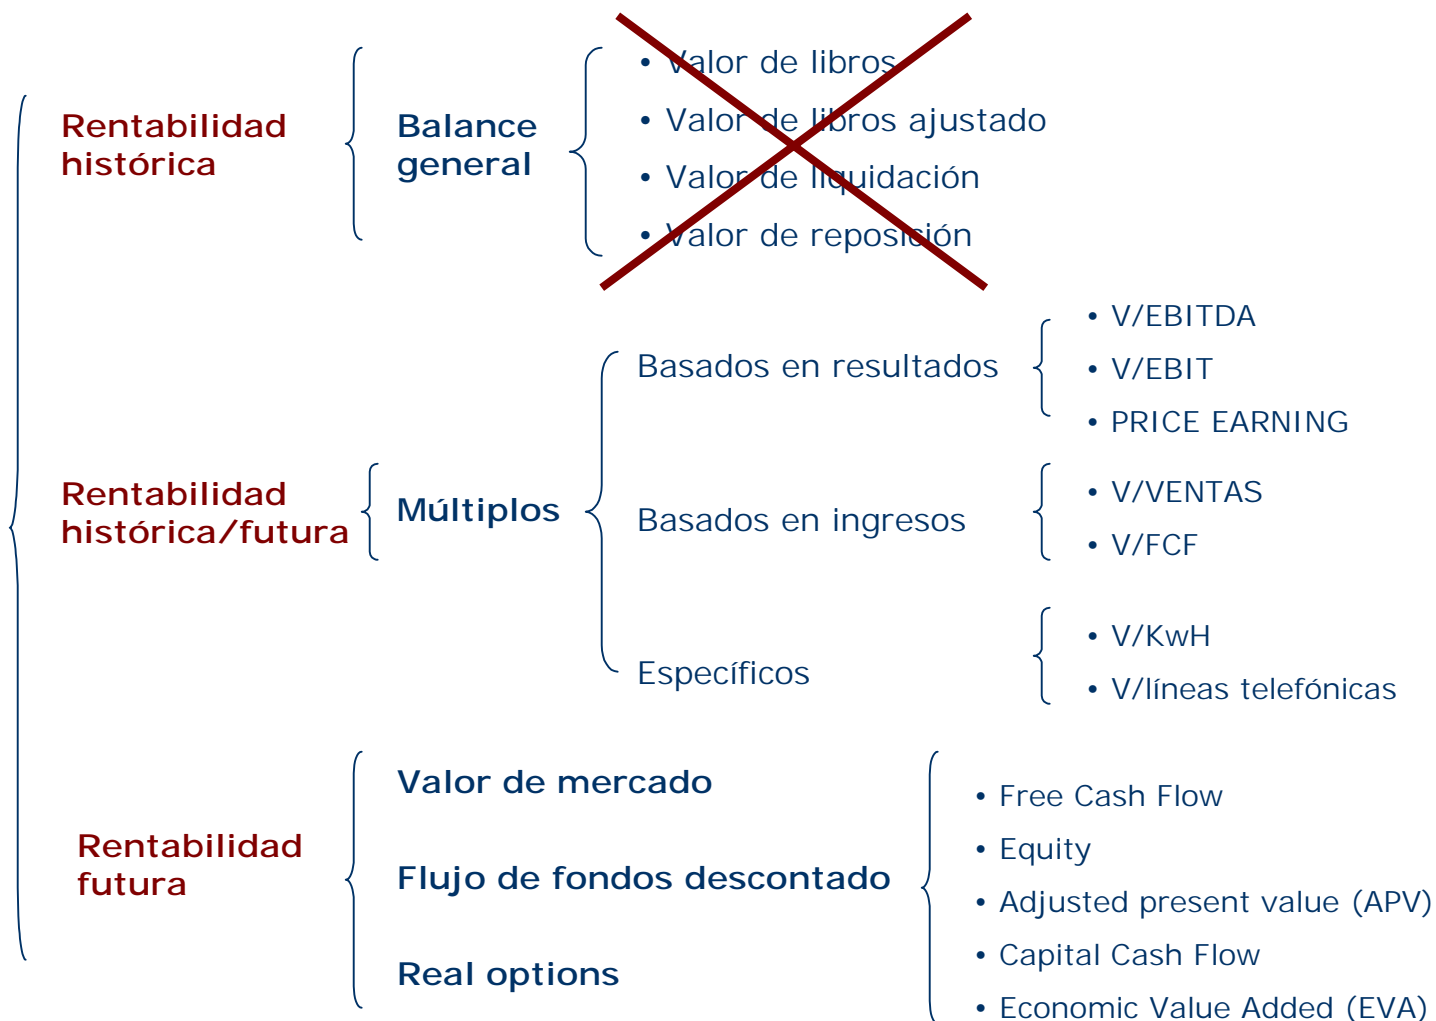 Rentabilidad
histórica
Balance
general
• Valor de libros
• Valor de libros ajustado
• Valor de liquidación
• Valor de reposición
Rentabilidad
histórica/futura
Múltiplos
Basados en resultados
• V/EBITDA
• V/EBIT
• PRICE EARNING
Basados en ingresos
• V/VENTAS
• V/FCF
Específicos
• V/KwH
• V/líneas telefónicas
Rentabilidad
futura
Valor de mercado
Flujo de fondos descontado
Real options
• Free Cash Flow
• Equity
• Adjusted present value (APV)
• Capital Cash Flow
• Economic Value Added (EVA)